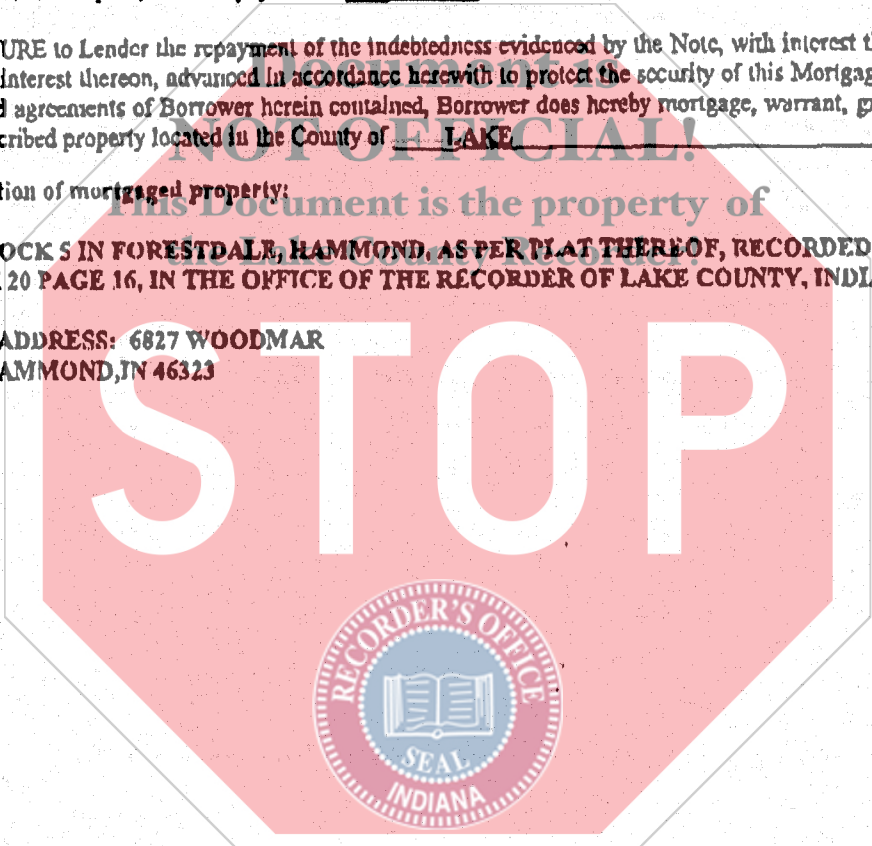 URE to Lender the repayment of the indebtedness evidenced by the Note, with interest
interest thereon, advanced in accordance herewith to protect the security of this Mortgag
agreements of Borrower herein contained, Borrower does hereby mortgage, warrant,
cribed property located in the County of LAKE
Document is
NOT OFFICIAL!
tion of mortgaged property:
This Document is the property of
the Lake County Recorder!
OCK 5 IN FORESTDALE, HAMMOND, AS PER PLAT THEREOF, RECORDED
20 PAGE 16, IN THE OFFICE OF THE RECORDER OF LAKE COUNTY, INDI
ADDRESS: 6827 WOODMAR
AMMOND, IN 46323
STOP
RECORDER'S OFFICE
SEAL
INDIANA